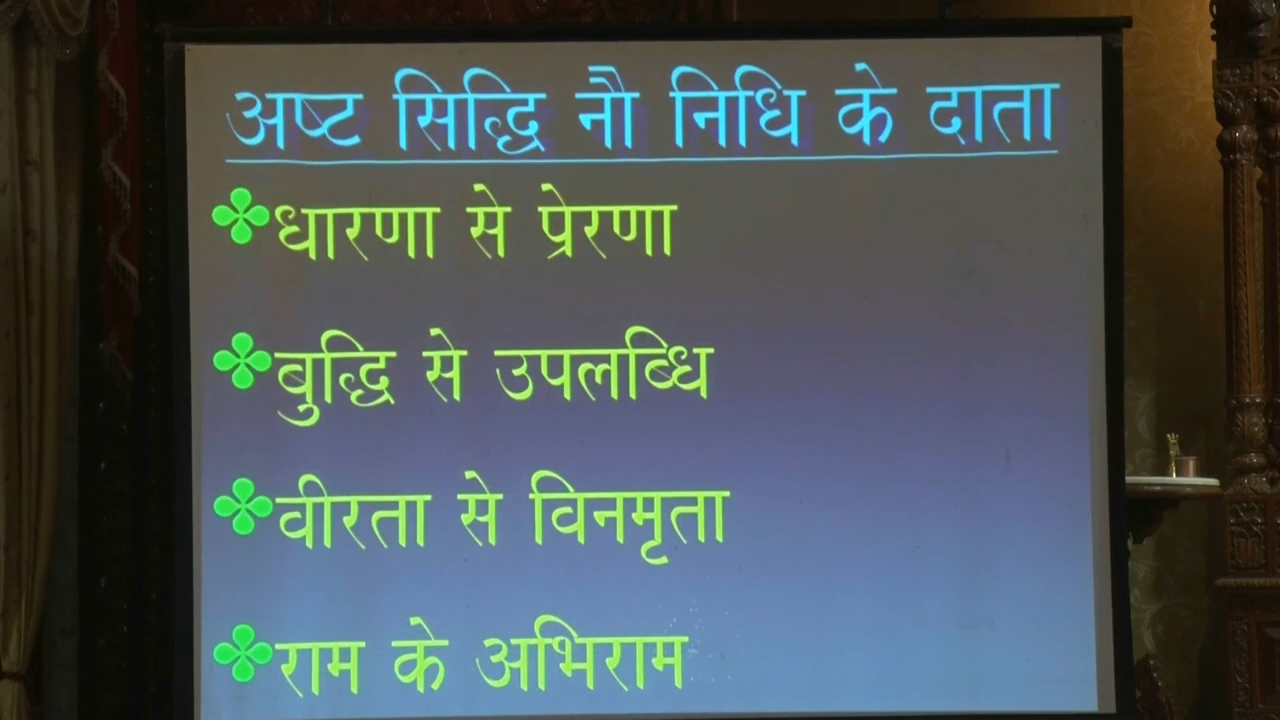 अष्ट सिद्धि नौ निधि के दाता
धारणा से प्रेरणा
बुद्धि से उपलब्धि
वीरता से विनमृता
राम के अभिराम